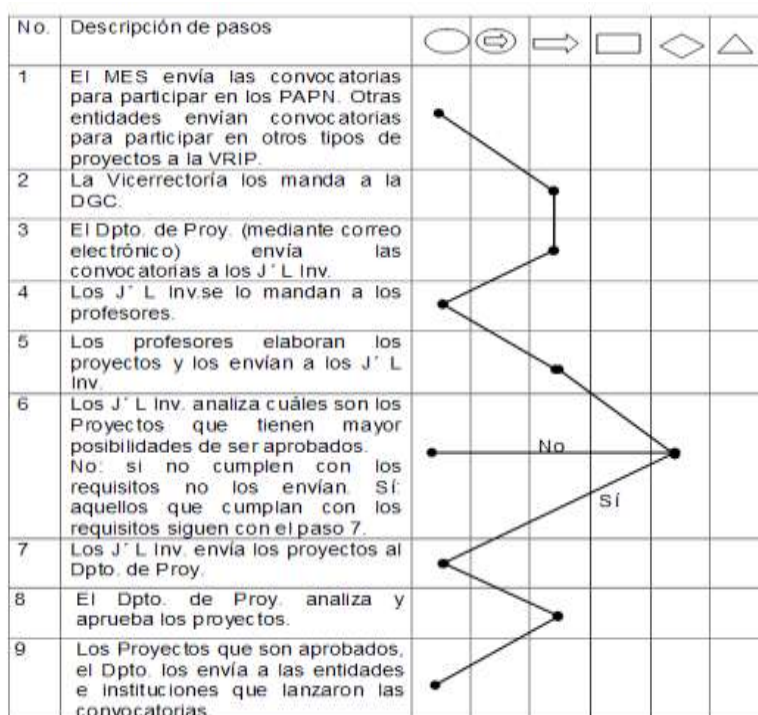 No. Descripción de pasos
1 El MES envía las convocatorias
para participar en los PAPN. Otras
entidades envían convocatorias
para participar en otros tipos de
proyectos a la VRIP.
2 La Vicerrectoría los manda a la
DGC.
3 El Dpto. de Proy. (mediante correo
electrónico) envía las
convocatorias a los J´ L Inv.
4 Los J´ L Inv.se lo mandan a los
profesores.
5 Los profesores elaboran los
proyectos y los envían a los J´ L
Inv.
6 Los J´ L Inv. analiza cuáles son los
Proyectos que tienen mayor
posibilidades de ser aprobados.
No: si no cumplen con los
requisitos no los envían. Sí:
aquellos que cumplan con los
requisitos siguen con el paso 7.
No
Sí
7 Los J´ L Inv. envía los proyectos al
Dpto. de Proy.
8 El Dpto. de Proy. analiza y
aprueba los proyectos.
9 Los Proyectos que son aprobados,
el Dpto. los envía a las entidades
e instituciones que lanzaron las
convocatorias